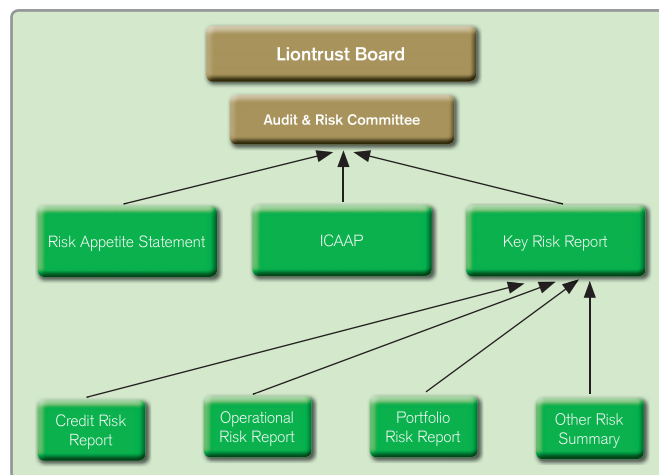 Liontrust Board
Audit & Risk Committee
Risk Appetite Statement
ICAAP
Key Risk Report
Credit Risk
Report
Operational
Risk Report
Portfolio
Risk Report
Other Risk
Summary